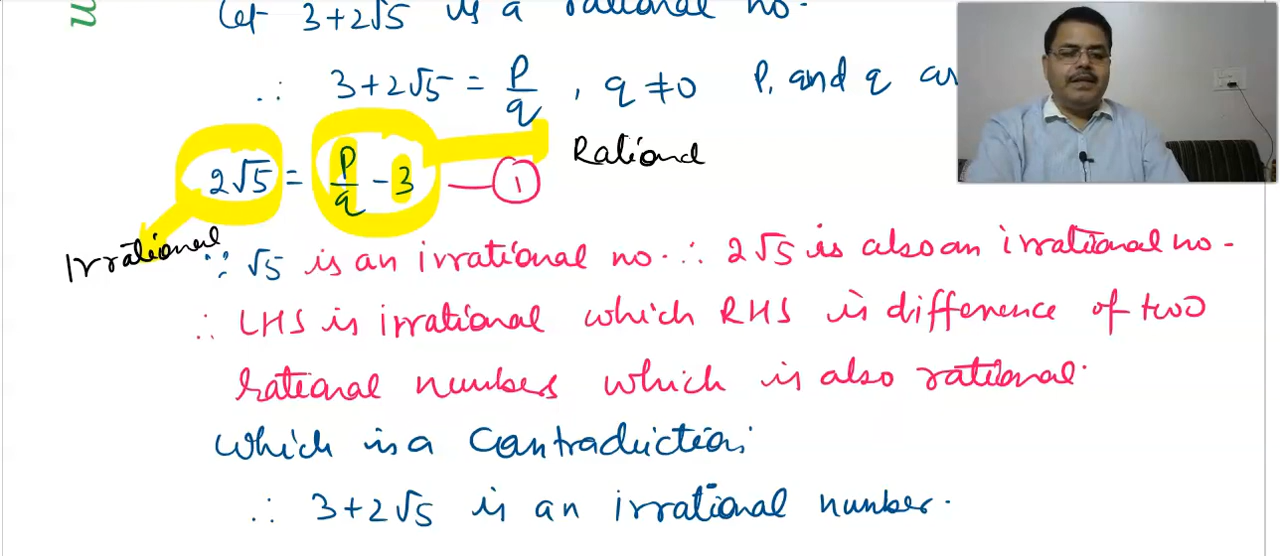 Let 3+2√5 is a rational no.
∴ 3+2√5 = p/q , q ≠ 0 p, and q
2√5 = p/q - 3 — ① Rational
Irrational
∵ √5 is an irrational no. ∴ 2√5 is also an irrational no -
∴ LHS is irrational which RHS is difference of two
rational numbers which is also rational.
which is a contradiction;
∴ 3+2√5 is an irrational number.